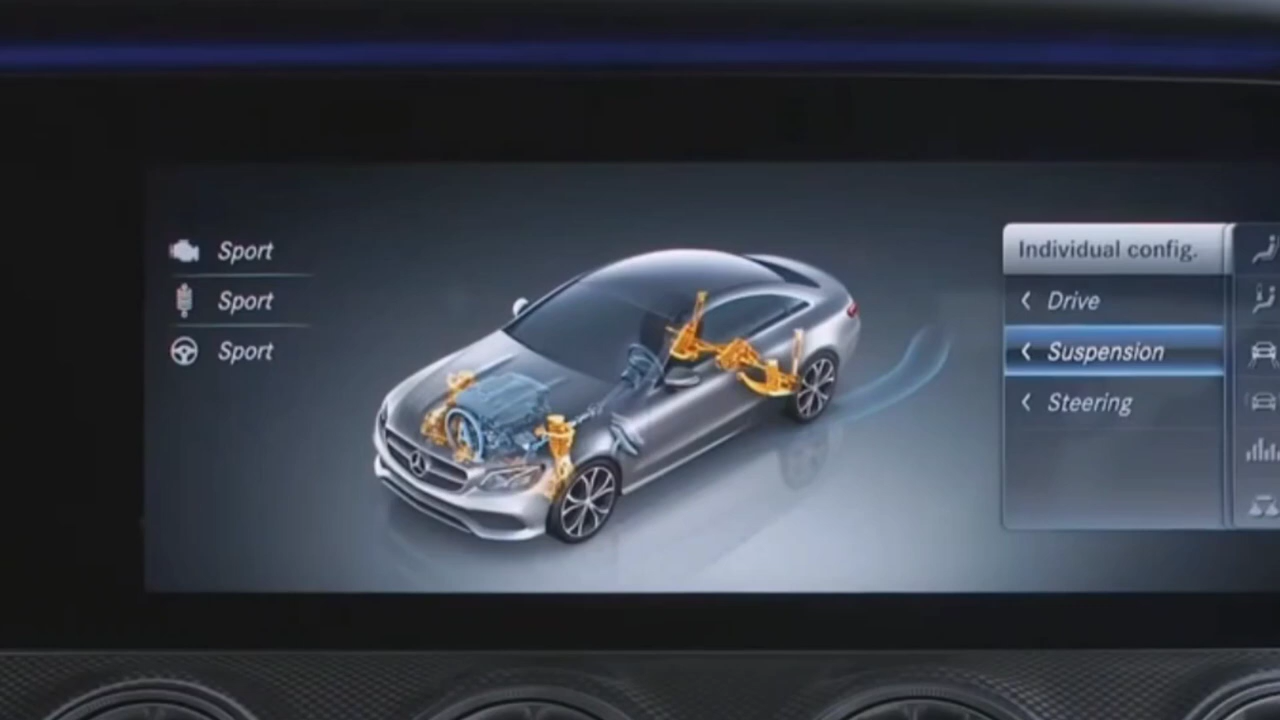 Sport
Sport
Sport
Individual config.
Drive
Suspension
Steering